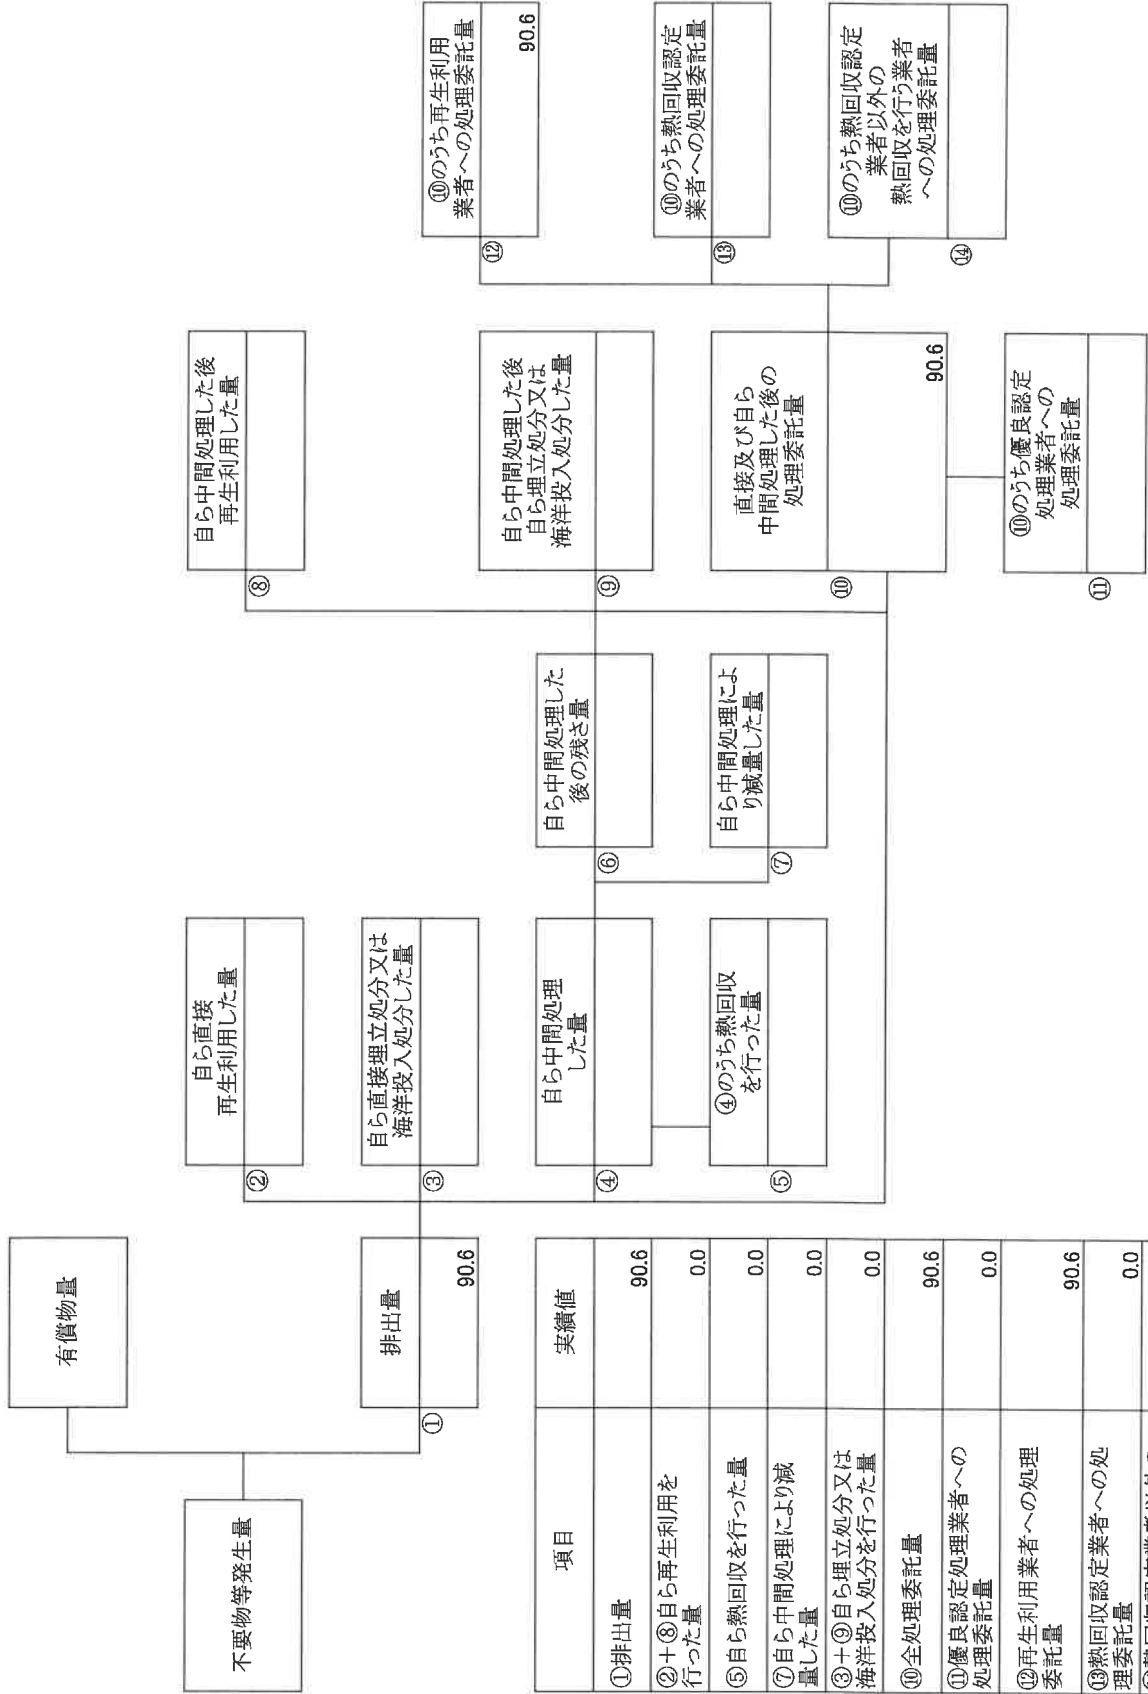 不要物等発生量
有償物量
排出量
①
90.6
自ら直接
再生利用した量
②
自ら直接埋立処分又は
海洋投入処分した量
③
自ら中間処理
した量
④
④のうち熱回収
を行った量
⑤
自ら中間処理した
後の残さ量
⑥
自ら中間処理によ
り減量した量
⑦
自ら中間処理した後
再生利用した量
⑧
自ら中間処理した後
自ら埋立処分又は
海洋投入処分した量
⑨
直接及び自ら
中間処理した後の
処理委託量
⑩
90.6
⑩のうち優良認定
処理業者への
処理委託量
⑪
⑩のうち再生利用
業者への処理委託量
⑫
90.6
⑩のうち熱回収認定
業者への処理委託量
⑬
⑩のうち熱回収認定
業者以外の
熱回収を行う業者
への処理委託量
⑭
項目 実績値
①排出量 90.6
②+⑧自ら再生利用を
行った量 0.0
⑤自ら熱回収を行った量 0.0
⑦自ら中間処理により減
量した量 0.0
③+⑨自ら埋立処分又は
海洋投入処分を行った量 0.0
⑩全処理委託量 90.6
⑪優良認定処理業者への
処理委託量 0.0
⑫再生利用業者への処理
委託量 90.6
⑬熱回収認定業者への処
理委託量 0.0